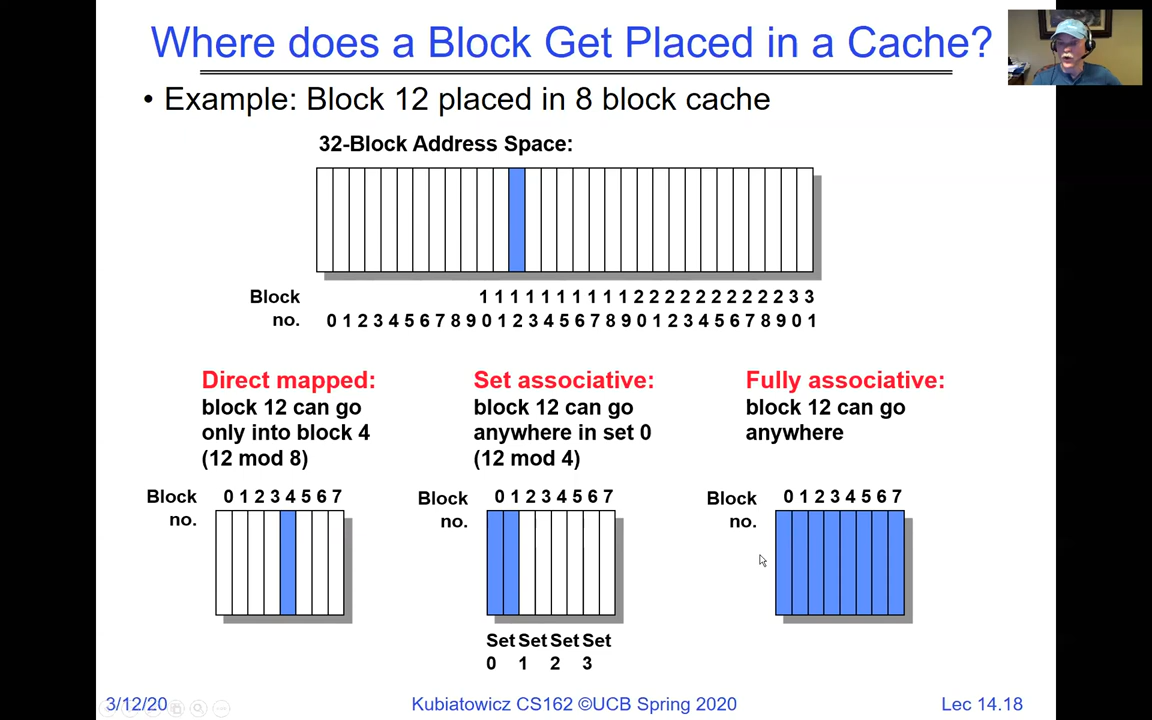 Where does a Block Get Placed in a Cache?
• Example: Block 12 placed in 8 block cache
32-Block Address Space:
Block
1 1 1 1 1 1 1 1 1 1 2 2 2 2 2 2 2 2 2 2 3 3
no.
0 1 2 3 4 5 6 7 8 9 0 1 2 3 4 5 6 7 8 9 0 1 2 3 4 5 6 7 8 9 0 1
Direct mapped:
block 12 can go
only into block 4
(12 mod 8)
Block
no.
0 1 2 3 4 5 6 7
Set associative:
block 12 can go
anywhere in set 0
(12 mod 4)
Block
no.
0 1 2 3 4 5 6 7
Set Set Set Set
0 1 2 3
Fully associative:
block 12 can go
anywhere
Block
no.
0 1 2 3 4 5 6 7
3/12/20
Kubiatowicz CS162 ©UCB Spring 2020
Lec 14.18